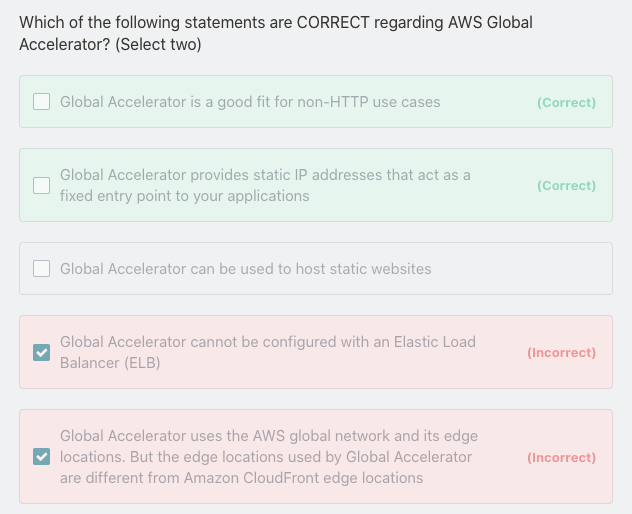 Which of the following statements are CORRECT regarding AWS Global
Accelerator? (Select two)
Global Accelerator is a good fit for non-HTTP use cases
(Correct)
Global Accelerator provides static IP addresses that act as a
fixed entry point to your applications
(Correct)
Global Accelerator can be used to host static websites
Global Accelerator cannot be configured with an Elastic Load
Balancer (ELB)
(Incorrect)
Global Accelerator uses the AWS global network and its edge
locations. But the edge locations used by Global Accelerator
are different from Amazon CloudFront edge locations
(Incorrect)